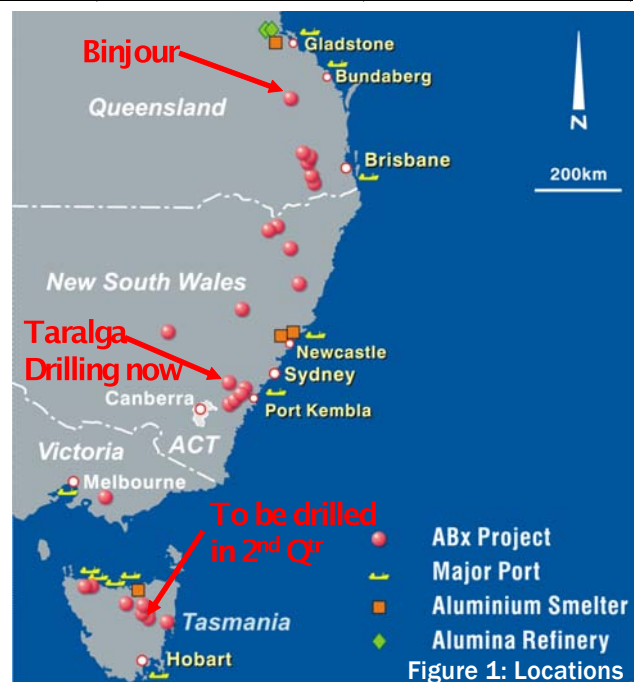 Binjour
Gladstone
Bundaberg
Queensland
N
Brisbane
200km
New South Wales
Taralga
Drilling now
Newcastle
Sydney
Canberra
Port Kembla
ACT
Victoria
Melbourne
To be drilled
in 2nd Qtr
ABx Project
Major Port
Aluminium Smelter
Alumina Refinery
Tasmania
Hobart
Figure 1: Locations